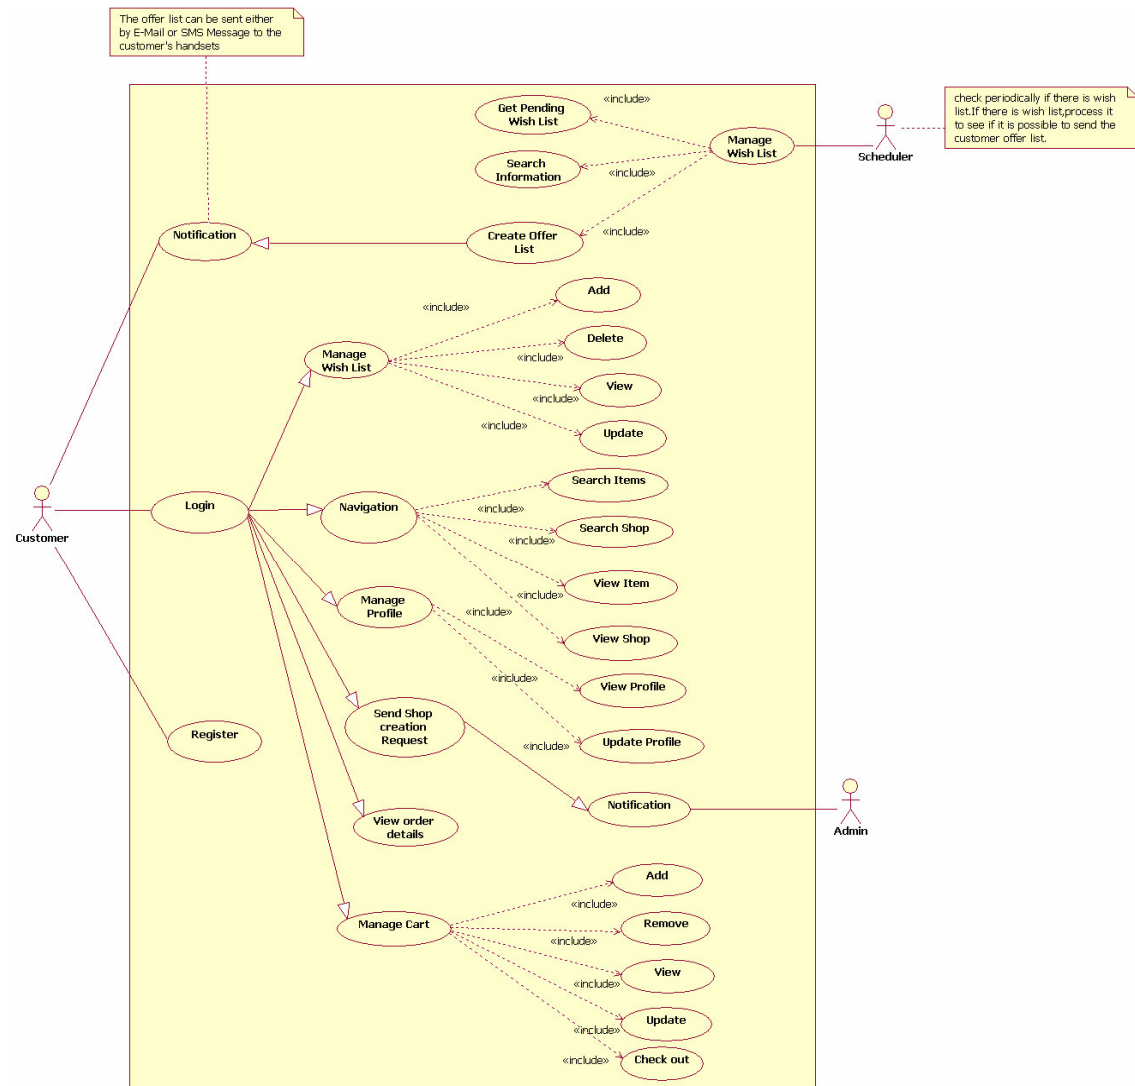 The offer list can be sent either
by E-Mail or SMS Message to the
customer's handsets
check periodically if there is wish
list.If there is wish list,process it
to see if it is possible to send the
customer offer list.
«include»
Get Pending
Wish List
Manage
Wish List
Scheduler
Search
Information
«include»
Notification
Create Offer
List
«include»
Add
«include»
Delete
Manage
Wish List
«include»
View
«include»
Update
«include»
Search Items
Login
Navigation
«include»
Search Shop
«include»
Customer
View Item
Manage
Profile
«include»
«include»
View Shop
«include»
View Profile
Send Shop
creation
Request
Register
«include»
Update Profile
Notification
Admin
View order
details
Add
«include»
Manage Cart
Remove
«include»
View
«include»
Update
«include»
Check out
«include»